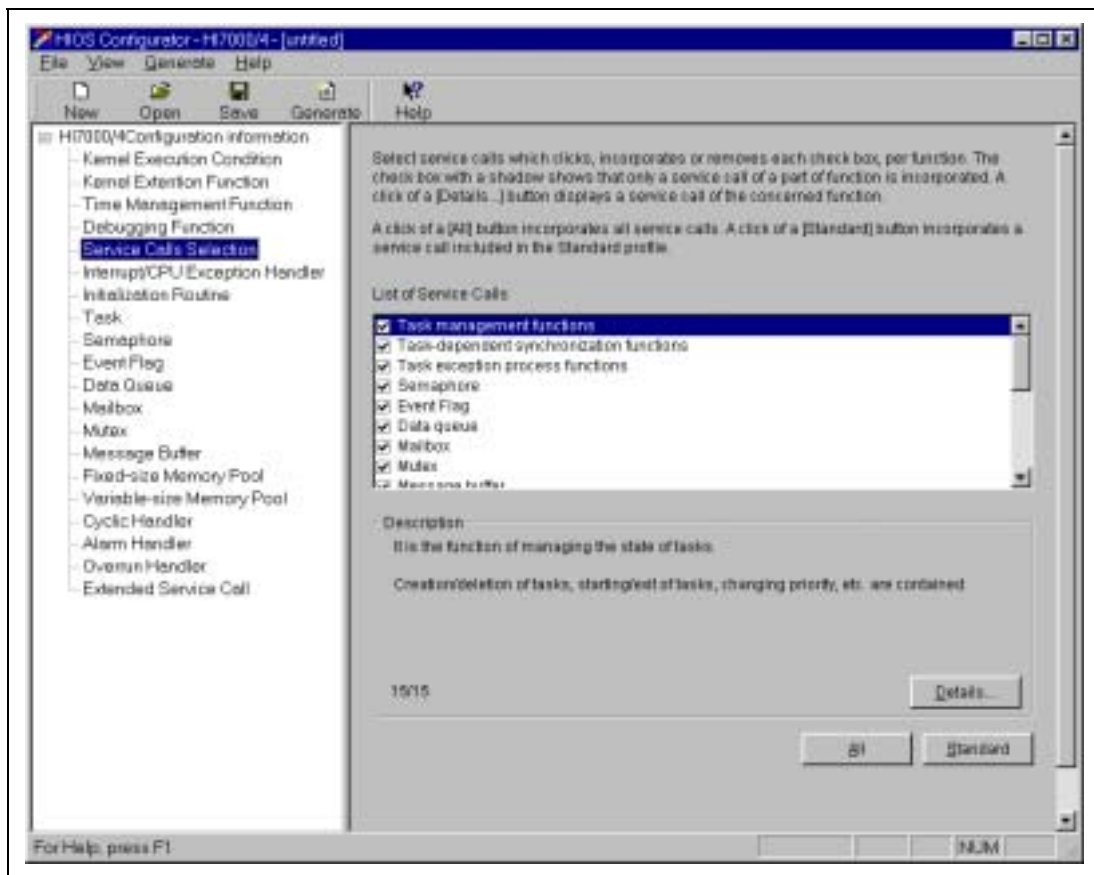 HIOS Configurator - HI7000/4 - [untitled]
File View Generate Help
New Open Save Generate Help
HI7000/4Configuration information
Kernel Execution Condition
Kernel Extention Function
Time Management Function
Debugging Function
Service Calls Selection
Interrupt/CPU Exception Handler
Initialization Routine
Task
Semaphore
Event Flag
Data Queue
Mailbox
Mutex
Message Buffer
Fixed-size Memory Pool
Variable-size Memory Pool
Cyclic Handler
Alarm Handler
Overrun Handler
Extended Service Call
Select service calls which clicks, incorporates or removes each check box, per function. The
check box with a shadow shows that only a service call of a part of function is incorporated. A
click of a [Details...] button displays a service call of the concerned function.
A click of a [All] button incorporates all service calls. A click of a [Standard] button incorporates a
service call included in the Standard profile.
List of Service Calls
Task management functions
Task-dependent synchronization functions
Task exception process functions
Semaphore
Event Flag
Data queue
Mailbox
Mutex
Message buffer
Description
It is the function of managing the state of tasks.
Creation/deletion of tasks, starting/exit of tasks, changing priority, etc. are contained.
15/15
Details...
All Standard
For Help, press F1
NUM